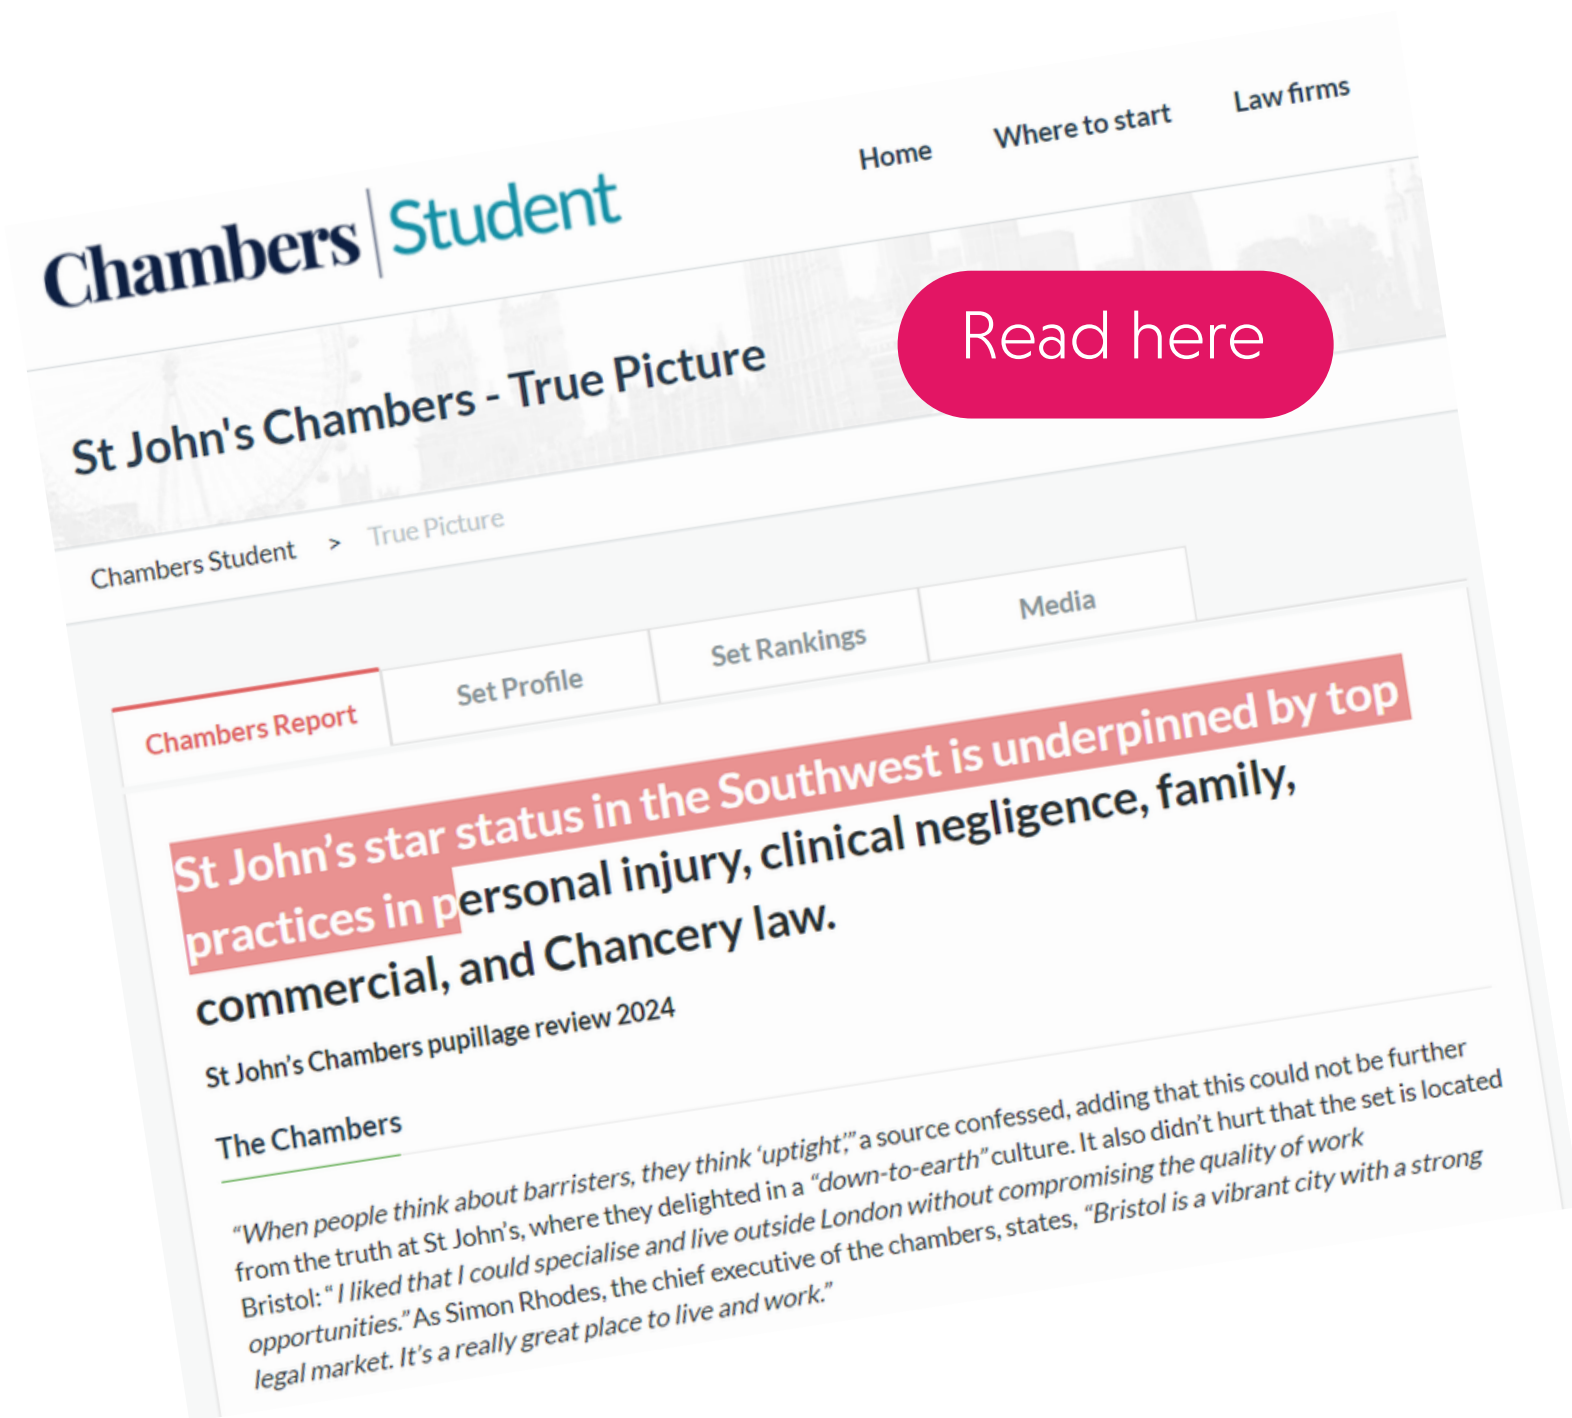 Home Where to start Law firms
Chambers | Student
Read here
St John's Chambers - True Picture
Chambers Student > True Picture
Chambers Report Set Profile Set Rankings Media
St John’s star status in the Southwest is underpinned by top
practices in personal injury, clinical negligence, family,
commercial, and Chancery law.
St John’s Chambers pupillage review 2024
The Chambers
“When people think about barristers, they think ‘uptight’,” a source confessed, adding that this could not be further
from the truth at St John’s, where they delighted in a “down-to-earth” culture. It also didn’t hurt that the set is located
Bristol: “I liked that I could specialise and live outside London without compromising the quality of work
opportunities.” As Simon Rhodes, the chief executive of the chambers, states, “Bristol is a vibrant city with a strong
legal market. It’s a really great place to live and work.”